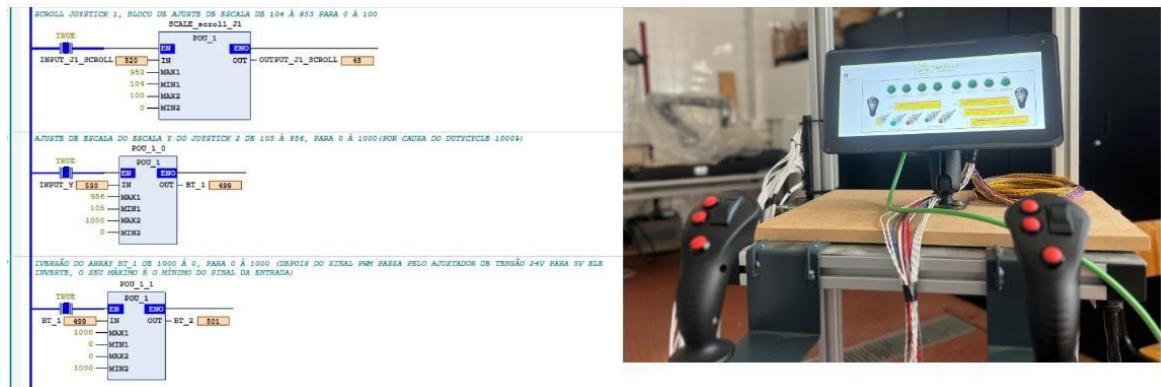 SCROLL JOYSTICK 1, BLOCO DE AJUSTE DE ESCALA DE 104 À 953 PARA 0 À 100
SCALE_scroll_J1
TRUE
POU_1
EN ENO
INPUT_J1_SCROLL 520 IN OUT OUTPUT_J1_SCROLL 48
953 MAX1
104 MIN1
100 MAX2
0 MIN2
AJUSTE DE ESCALA DO ESCALA Y DO JOYSTICK 2 DE 105 À 856, PARA 0 À 1000(POR CAUSA DO DUTYCYCLE 1000%)
POU_1_0
TRUE
POU_1
EN ENO
INPUT_Y 530 IN OUT BT_1 499
956 MAX1
105 MIN1
1000 MAX2
0 MIN2
IVERSÃO DO ARRAY BT_1 DE 1000 À 0, PARA 0 À 1000 (DEPOIS DO SINAL PWM PASSA PELO AJUSTADOR DE TENSÃO 24V PARA 5V ELE
INVERTE, O SEU MÁXIMO É O MÍNIMO DO SINAL DA ENTRADA)
POU_1_1
TRUE
POU_1
EN ENO
BT_1 499 IN OUT BT_2 501
1000 MAX1
0 MIN1
0 MAX2
1000 MIN2